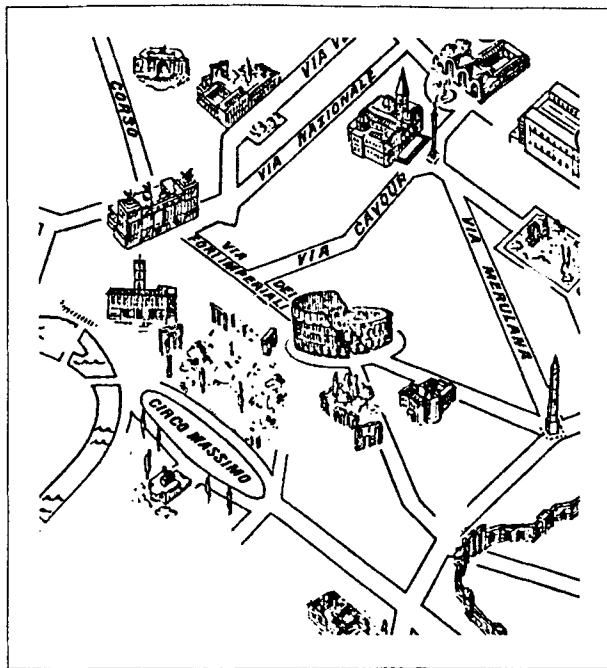 CORSO
VIA V
VIA NAZIONALE
VIA CAVOUR
VIA
DEI
FORI IMPERIALI
VIA MERULANA
CIRCO MASSIMO